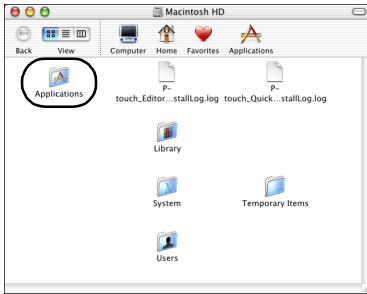 Macintosh HD
Back View Computer Home Favorites Applications
Applications
P-
touch_Editor...stallLog.log
P-
touch_Quick...stallLog.log
Library
System
Temporary Items
Users